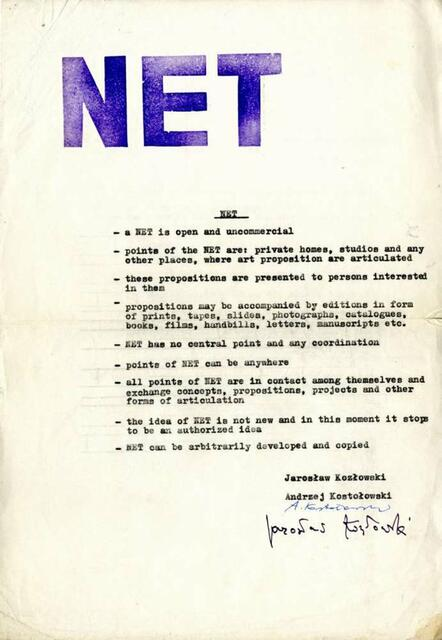 NET
NET
- a NET is open and uncommercial
- points of the NET are: private homes, studios and any
other places, where art proposition are articulated
- these propositions are presented to persons interested
in them
- propositions may be accompanied by editions in form
of prints, tapes, slides, photographs, catalogues,
books, films, handbills, letters, manuscripts etc.
- NET has no central point and any coordination
- points of NET can be anywhere
- all points of NET are in contact among themselves and
exchange concepts, propositions, projects and other
forms of articulation
- the idea of NET is not new and in this moment it stops
to be an authorized idea
- NET can be arbitrarily developed and copied
Jarosław Kozłowski
Andrzej Kostołowski
A. Kostołowski
Jarosław Kozłowski